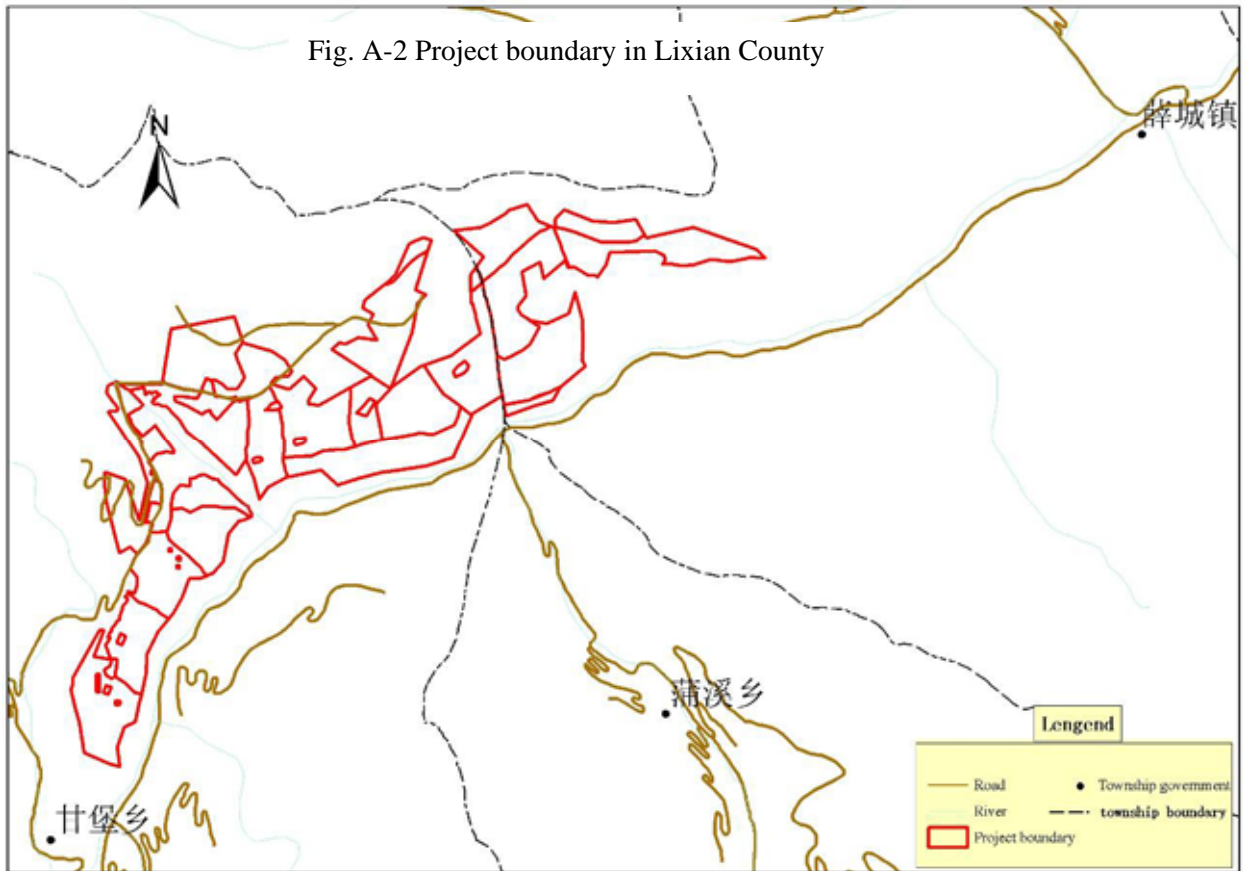 Fig. A-2 Project boundary in Lixian County
N
薛城镇
蒲溪乡
甘堡乡
Lengend
Road
Township government
River
township boundary
Project boundary